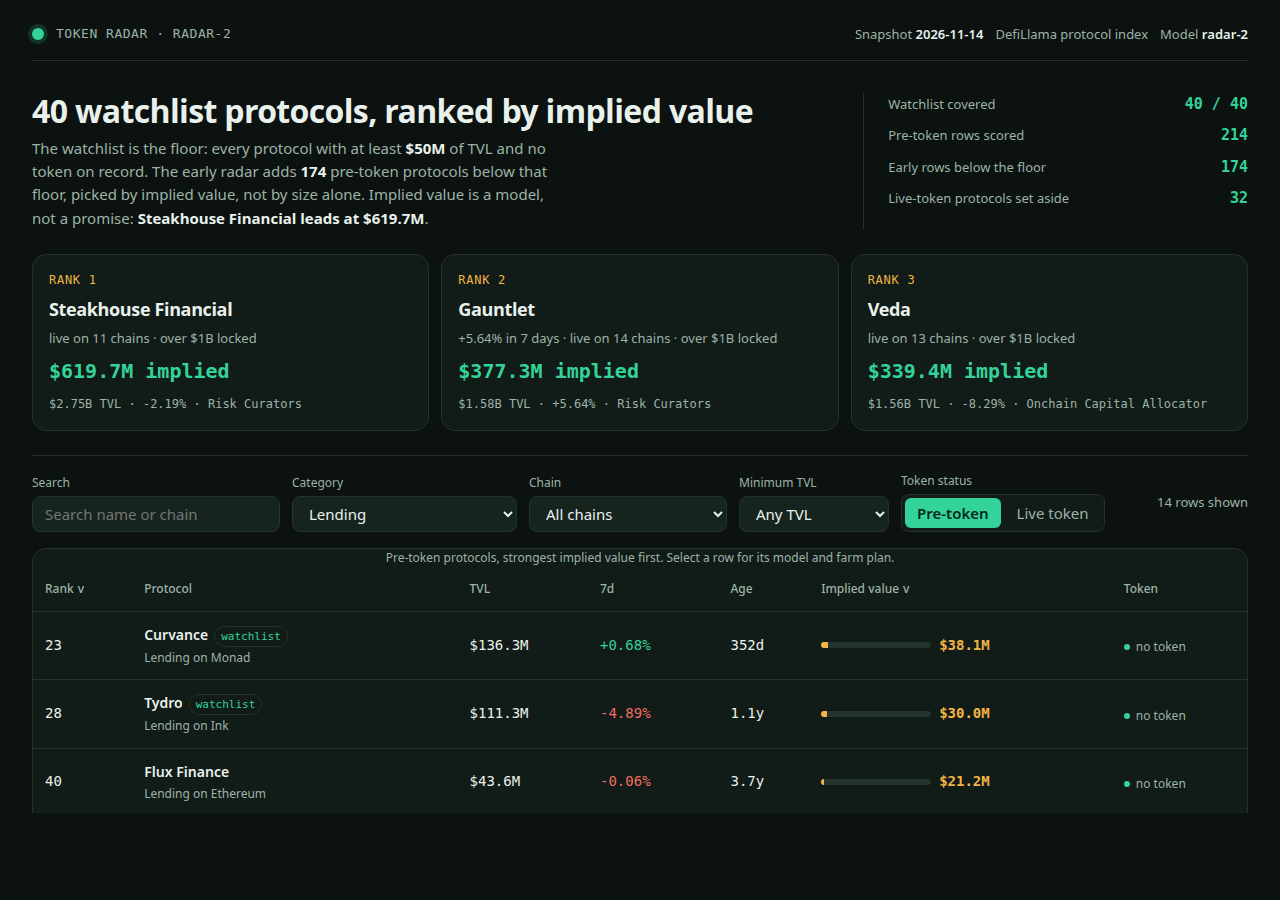 TOKEN RADAR · RADAR-2
Snapshot 2026-11-14 DefiLlama protocol index Model radar-2
40 watchlist protocols, ranked by implied value
The watchlist is the floor: every protocol with at least $50M of TVL and no
token on record. The early radar adds 174 pre-token protocols below that
floor, picked by implied value, not by size alone. Implied value is a model,
not a promise: Steakhouse Financial leads at $619.7M.
Watchlist covered 40 / 40
Pre-token rows scored 214
Early rows below the floor 174
Live-token protocols set aside 32
RANK 1
Steakhouse Financial
live on 11 chains · over $1B locked
$619.7M implied
$2.75B TVL · -2.19% · Risk Curators
RANK 2
Gauntlet
+5.64% in 7 days · live on 14 chains · over $1B locked
$377.3M implied
$1.58B TVL · +5.64% · Risk Curators
RANK 3
Veda
live on 13 chains · over $1B locked
$339.4M implied
$1.56B TVL · -8.29% · Onchain Capital Allocator
Search
Search name or chain
Category
Lending
Chain
All chains
Minimum TVL
Any TVL
Token status
Pre-token Live token
14 rows shown
Pre-token protocols, strongest implied value first. Select a row for its model and farm plan.
Rank v Protocol TVL 7d Age Implied value v Token
23 Curvance watchlist $136.3M +0.68% 352d $38.1M no token
Lending on Monad
28 Tydro watchlist $111.3M -4.89% 1.1y $30.0M no token
Lending on Ink
40 Flux Finance $43.6M -0.06% 3.7y $21.2M no token
Lending on Ethereum